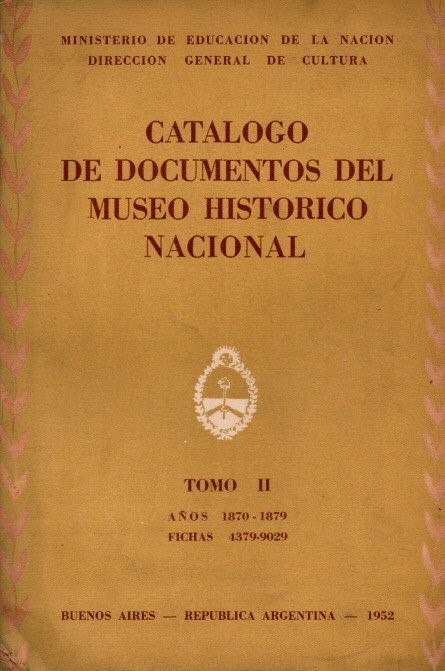 MINISTERIO DE EDUCACION DE LA NACION
DIRECCION GENERAL DE CULTURA
CATALOGO
DE DOCUMENTOS DEL
MUSEO HISTORICO
NACIONAL
TOMO II
AÑOS 1870-1879
FICHAS 4379-9029
BUENOS AIRES — REPUBLICA ARGENTINA — 1952